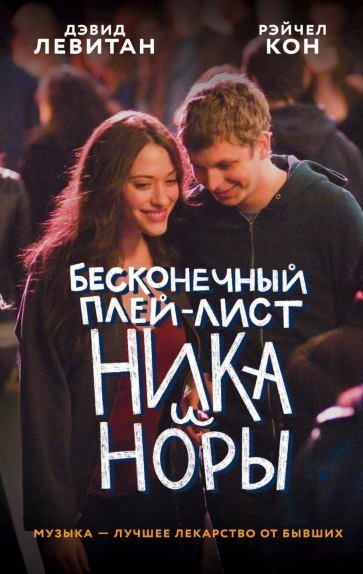 ДЭВИД
ЛЕВИТАН
РЭЙЧЕЛ
КОН
БЕСКОНЕЧНЫЙ
ПЛЕЙ-ЛИСТ
НИКА
И
НОРЫ
МУЗЫКА — ЛУЧШЕЕ ЛЕКАРСТВО ОТ БЫВШИХ